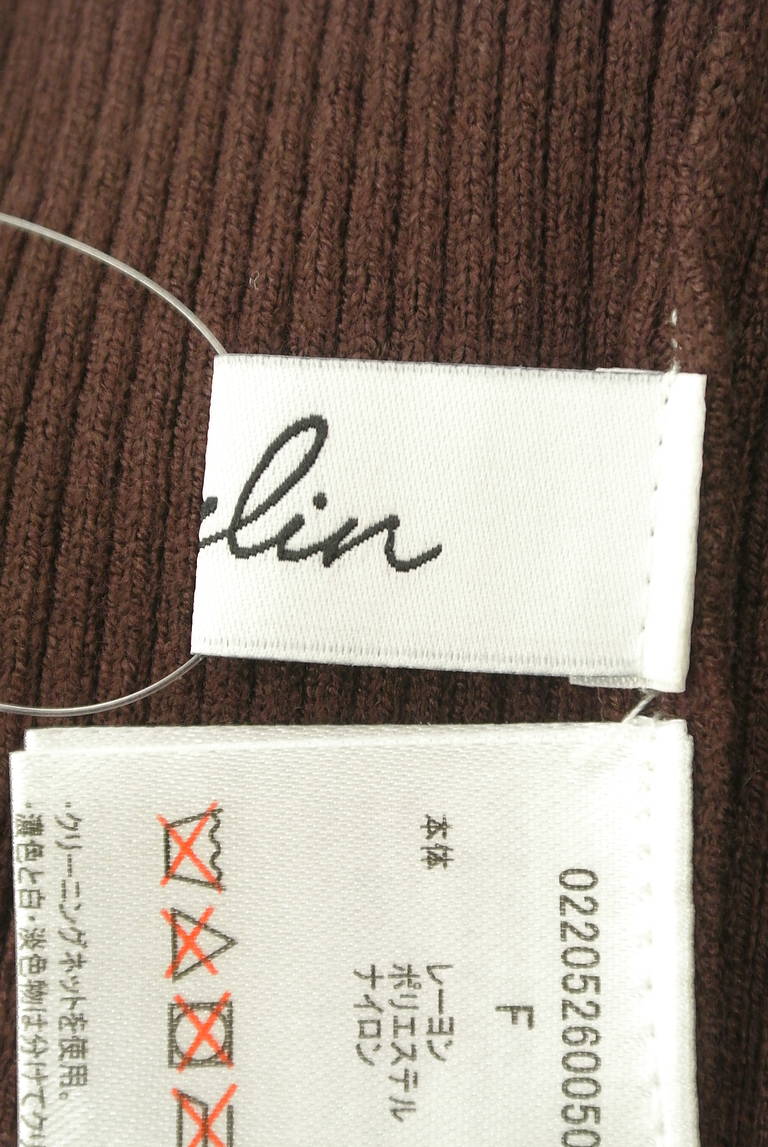 lin
0220526005
F
本体
レーヨン
ポリエステル
ナイロン
・クリーニングネットを使用。
・濃色と白・淡色物は分けて